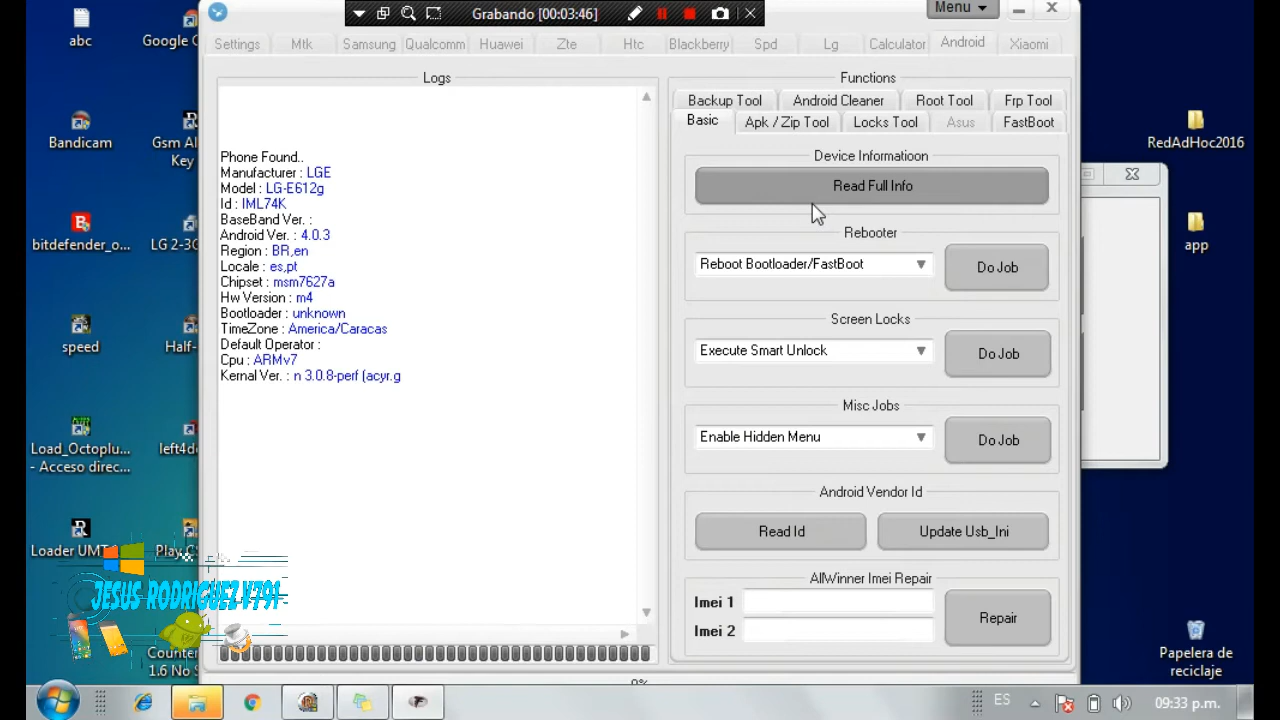 Grabando [00:03:46]
Menu
Settings
Mtk
Samsung
Qualcomm
Huawei
Zte
Htc
Blackberry
Spd
Lg
Calculator
Android
Xiaomi
Logs
Phone Found..
Manufacturer : LGE
Model : LG-E612g
Id : IML74K
BaseBand Ver. :
Android Ver. : 4.0.3
Region : BR,en
Locale : es,pt
Chipset : msm7627a
Hw Version : m4
Bootloader : unknown
TimeZone : America/Caracas
Default Operator :
Cpu : ARMv7
Kernal Ver. : n 3.0.8-perf (acyr.g
0%
Functions
Backup Tool
Android Cleaner
Root Tool
Frp Tool
Basic
Apk / Zip Tool
Locks Tool
Asus
FastBoot
Device Informatioon
Read Full Info
Rebooter
Reboot Bootloader/FastBoot
Do Job
Screen Locks
Execute Smart Unlock
Do Job
Misc Jobs
Enable Hidden Menu
Do Job
Android Vendor Id
Read Id
Update Usb_Ini
AllWinner Imei Repair
Imei 1
Imei 2
Repair
abc
Google C
Bandicam
Gsm Al
Key
bitdefender_o...
LG 2-3G
speed
Half-
Load_Octoplu...
- Acceso direc...
left4de
Loader UMT
Play
Counter
1.6 No S
JESUS RODRIGUEZ V791
RedAdHoc2016
app
Papelera de
reciclaje
ES
09:33 p.m.